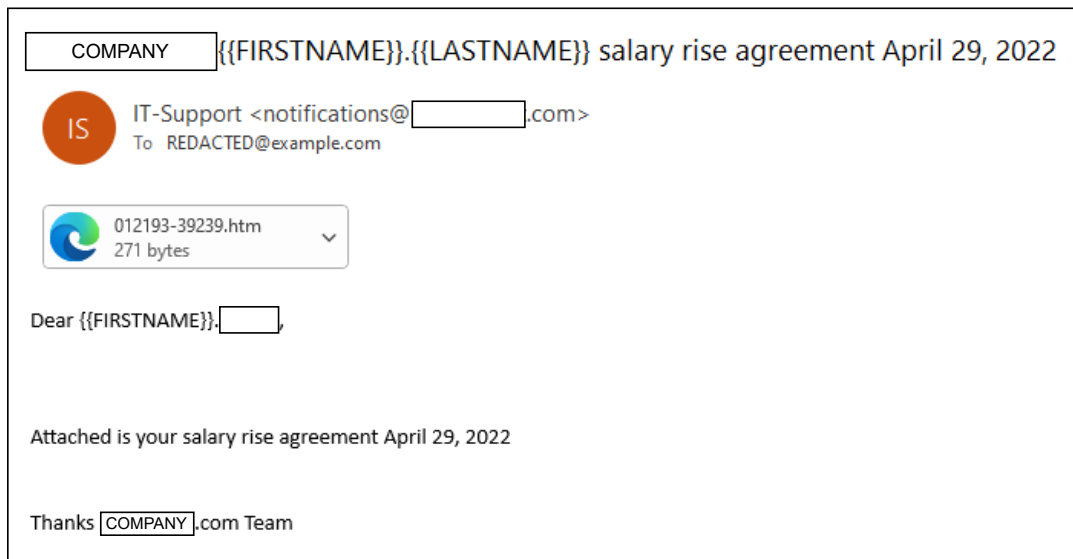 COMPANY {{FIRSTNAME}}.{{LASTNAME}} salary rise agreement April 29, 2022
IS
IT-Support <notifications@ .com>
To REDACTED@example.com
012193-39239.htm
271 bytes
Dear {{FIRSTNAME}}. ,
Attached is your salary rise agreement April 29, 2022
Thanks COMPANY .com Team